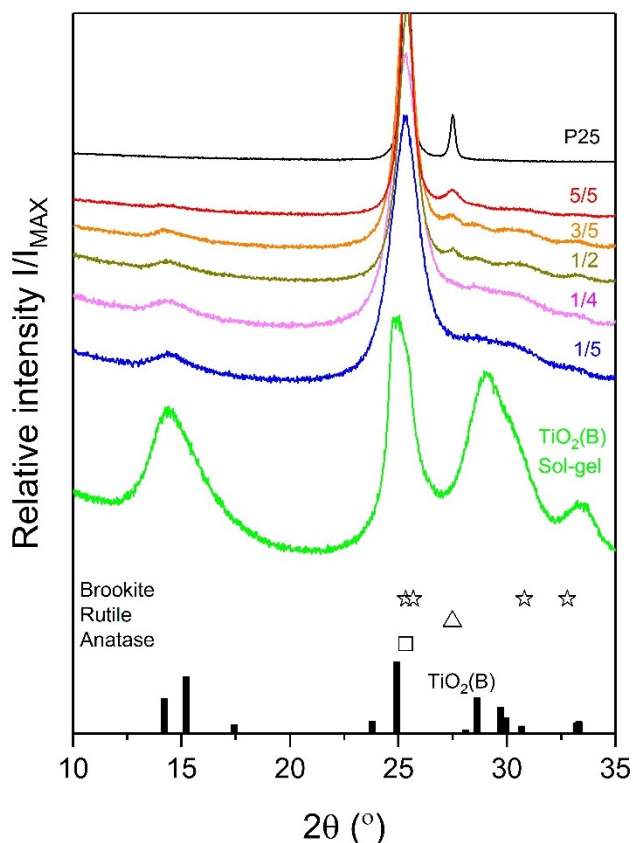 Relative intensity I/I_MAX
P25
5/5
3/5
1/2
1/4
1/5
TiO₂(B)
Sol-gel
Brookite
Rutile
Anatase
TiO₂(B)
10 15 20 25 30 35
2θ (°)